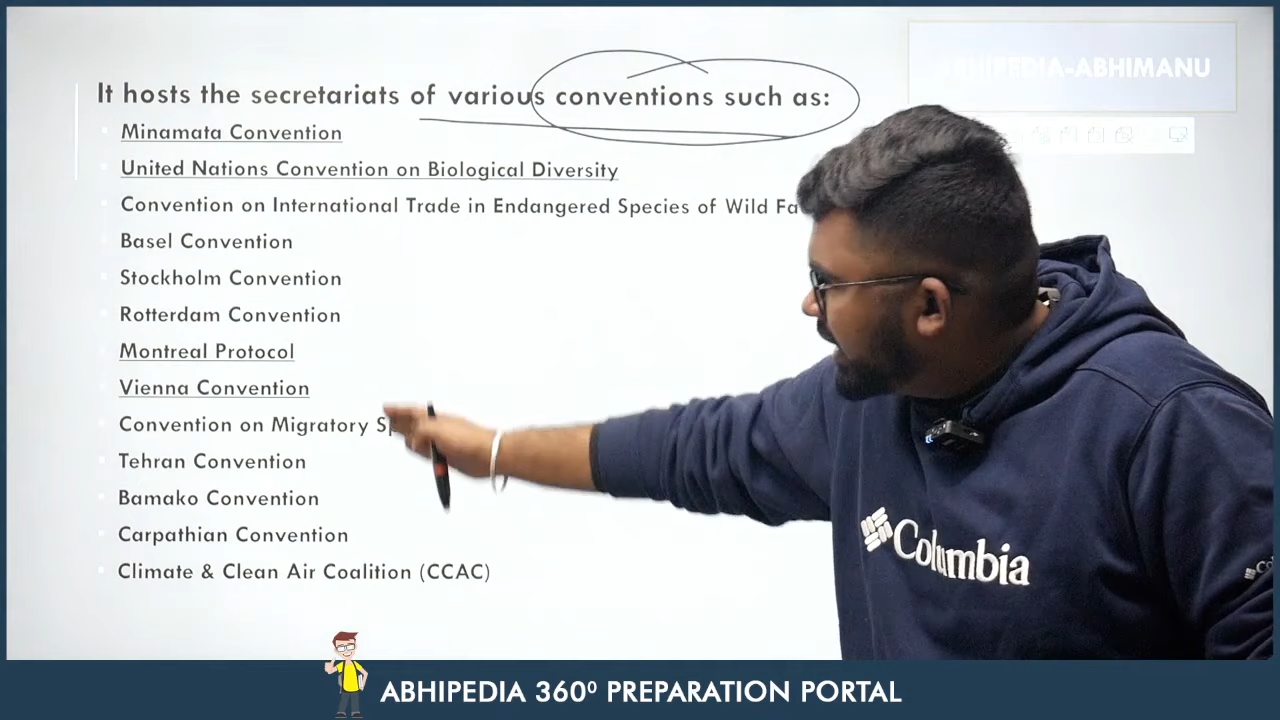 ABHIPEDIA-ABHIMANU
It hosts the secretariats of various conventions such as:
Minamata Convention
United Nations Convention on Biological Diversity
Convention on International Trade in Endangered Species of Wild
Basel Convention
Stockholm Convention
Rotterdam Convention
Montreal Protocol
Vienna Convention
Convention on Migratory
Tehran Convention
Bamako Convention
Carpathian Convention
Climate & Clean Air Coalition (CCAC)
Columbia
ABHIPEDIA 360⁰ PREPARATION PORTAL